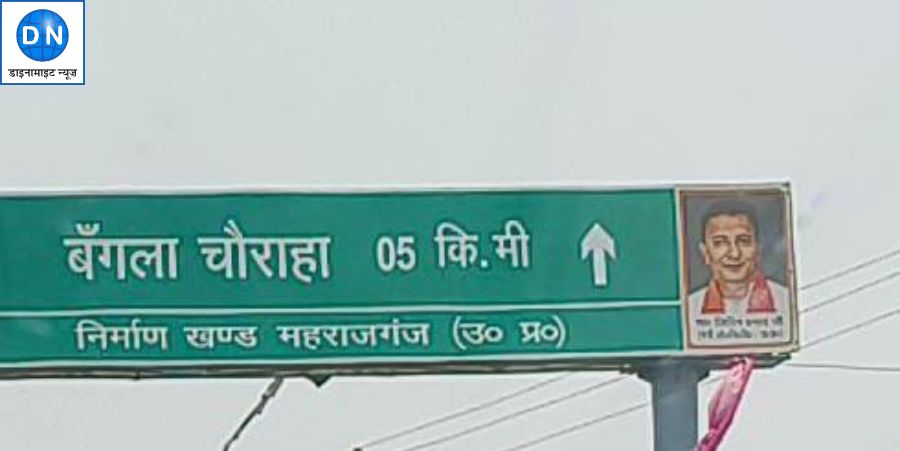 DN
डाइनामाइट न्यूज
बँगला चौराहा 05 कि.मी
निर्माण खण्ड महराजगंज (उ० प्र०)